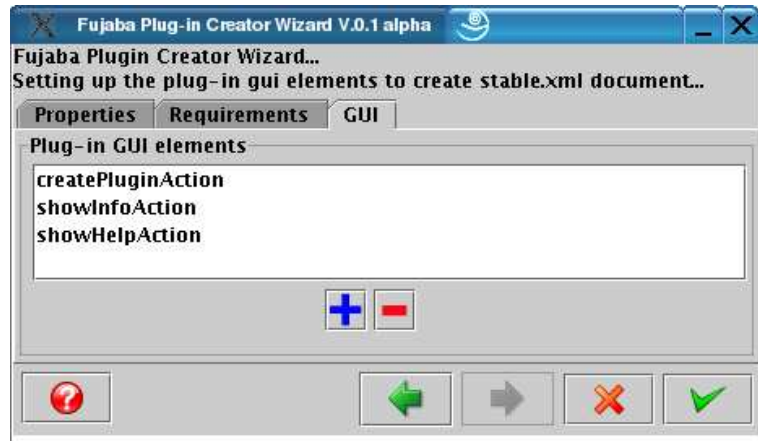 Fujaba Plug-in Creator Wizard V.0.1 alpha
Fujaba Plugin Creator Wizard...
Setting up the plug-in gui elements to create stable.xml document...
Properties Requirements GUI
Plug-in GUI elements
createPluginAction
showInfoAction
showHelpAction